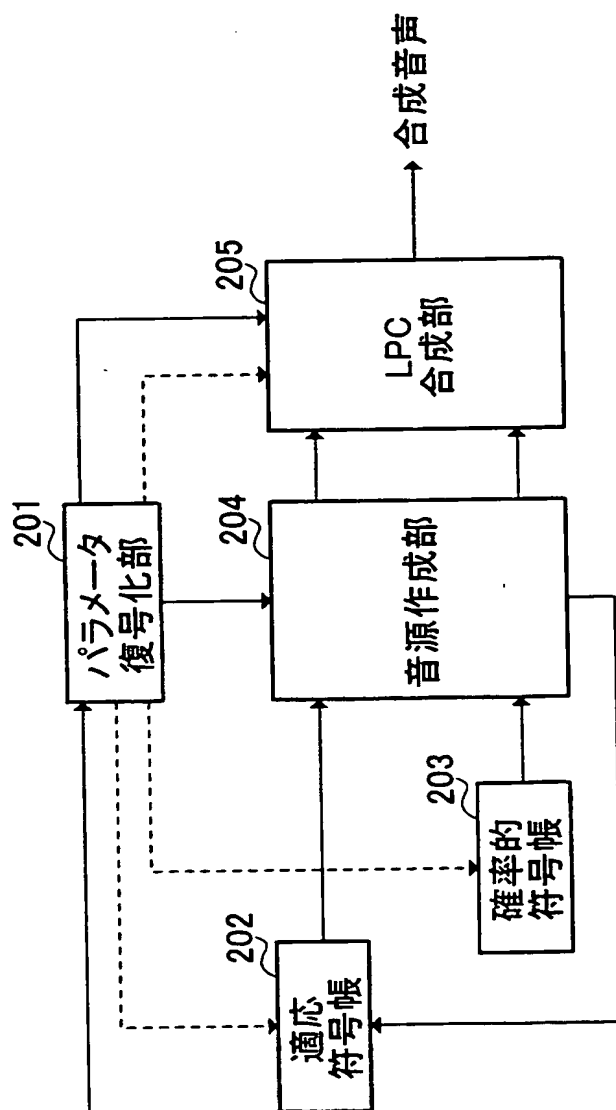 201
パラメータ
復号化部
202
適応
符号帳
203
確率的
符号帳
204
音源作成部
205
LPC
合成部
合成音声